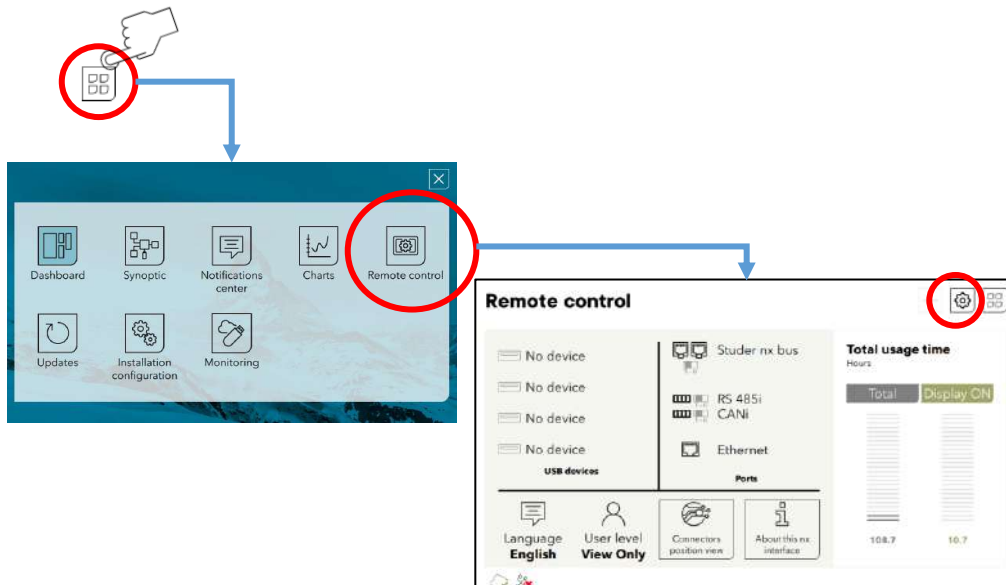 Dashboard
Synoptic
Notifications
center
Charts
Remote control
Updates
Installation
configuration
Monitoring
Remote control
No device
No device
No device
No device
USB devices
Studer nx bus
RS 485i
CANi
Ethernet
Ports
Total usage time
Hours
Total
Display ON
108.7
16.7
Language
English
User level
View Only
Connectors
position view
About this nx
interface